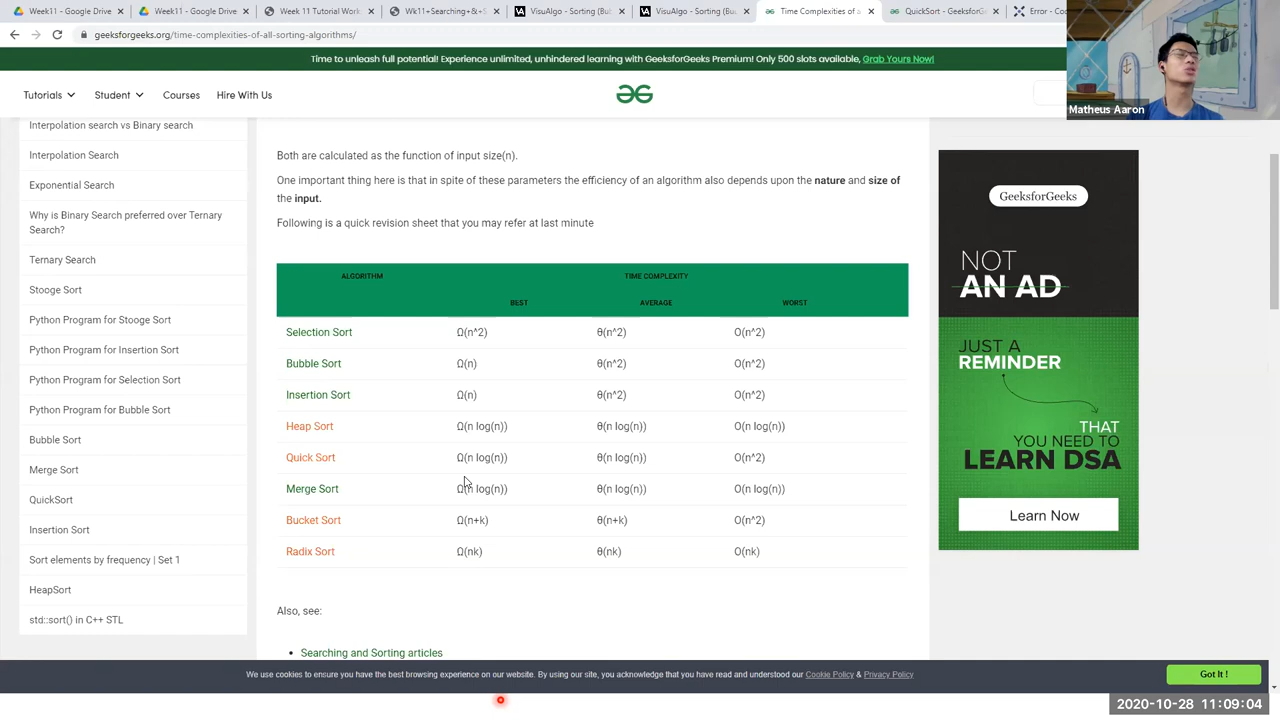 Week11 - Google Drive
Week11 - Google Drive
Week 11 Tutorial Work
Wk11+Searching+&+S
VisuAlgo - Sorting (Bub
VisuAlgo - Sorting (Bub
Time Complexities of a
QuickSort - GeeksforGe
Error - Cod
geeksforgeeks.org/time-complexities-of-all-sorting-algorithms/
Time to unleash full potential! Experience unlimited, unhindered learning with GeeksforGeeks Premium! Only 500 slots available, Grab Yours Now!
Matheus Aaron
Tutorials
Student
Courses
Hire With Us
Interpolation search vs Binary search
Interpolation Search
Exponential Search
Why is Binary Search preferred over Ternary
Search?
Ternary Search
Stooge Sort
Python Program for Stooge Sort
Python Program for Insertion Sort
Python Program for Selection Sort
Python Program for Bubble Sort
Bubble Sort
Merge Sort
QuickSort
Insertion Sort
Sort elements by frequency | Set 1
HeapSort
std::sort() in C++ STL
Both are calculated as the function of input size(n).
One important thing here is that in spite of these parameters the efficiency of an algorithm also depends upon the nature and size of
the input.
Following is a quick revision sheet that you may refer at last minute
ALGORITHM TIME COMPLEXITY
BEST AVERAGE WORST
Selection Sort Ω(n^2) θ(n^2) O(n^2)
Bubble Sort Ω(n) θ(n^2) O(n^2)
Insertion Sort Ω(n) θ(n^2) O(n^2)
Heap Sort Ω(n log(n)) θ(n log(n)) O(n log(n))
Quick Sort Ω(n log(n)) θ(n log(n)) O(n^2)
Merge Sort Ω(n log(n)) θ(n log(n)) O(n log(n))
Bucket Sort Ω(n+k) θ(n+k) O(n^2)
Radix Sort Ω(nk) θ(nk) O(nk)
Also, see:
Searching and Sorting articles
GeeksforGeeks
NOT
AN AD
JUST A
REMINDER
THAT
YOU NEED TO
LEARN DSA
Learn Now
We use cookies to ensure you have the best browsing experience on our website. By using our site, you acknowledge that you have read and understood our Cookie Policy & Privacy Policy
Got It !
2020-10-28 11:09:04